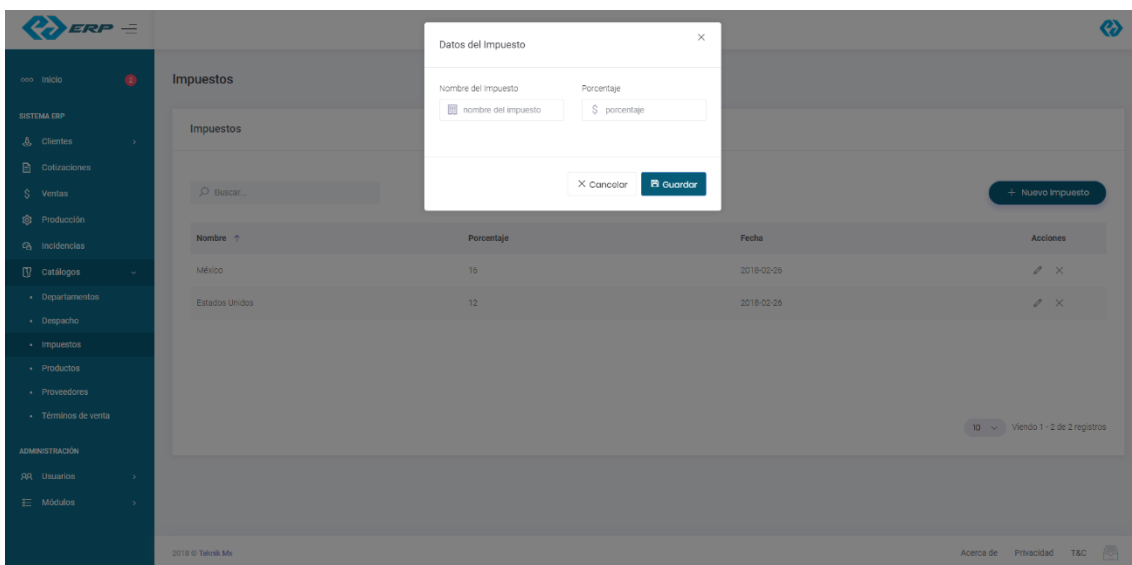 ERP
Datos del Impuesto
Inicio
2
Impuestos
Nombre del Impuesto
Porcentaje
nombre del impuesto
$ porcentaje
SISTEMA ERP
Impuestos
Clientes
Cotizaciones
Cancelar
Guardar
Buscar...
+ Nuevo Impuesto
$ Ventas
Producción
Incidencias
Nombre ↑
Porcentaje
Fecha
Acciones
Catálogos
México
16
2018-02-26
Departamentos
Estados Unidos
12
2018-02-26
Despacho
Impuestos
Productos
Proveedores
Términos de venta
10
Viendo 1 - 2 de 2 registros
ADMINISTRACIÓN
Usuarios
Módulos
2018 © Teknik.Mx
Acerca de
Privacidad
T&C